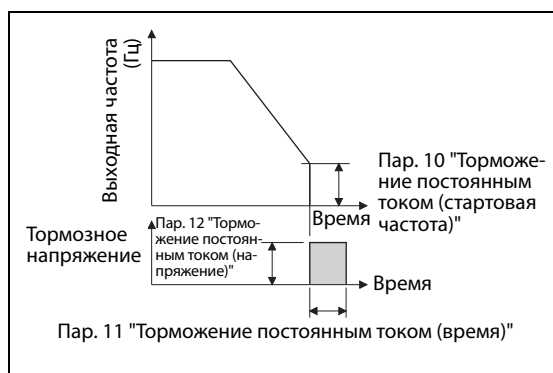 Выходная частота
(Гц)
Пар. 10 "Торможе-
ние постоянным
током (стартовая
частота)"
Время
Тормозное
напряжение
Пар. 12 "Тормо-
жение постоян-
ным током (на-
пряжение)"
Время
Пар. 11 "Торможение постоянным током (время)"